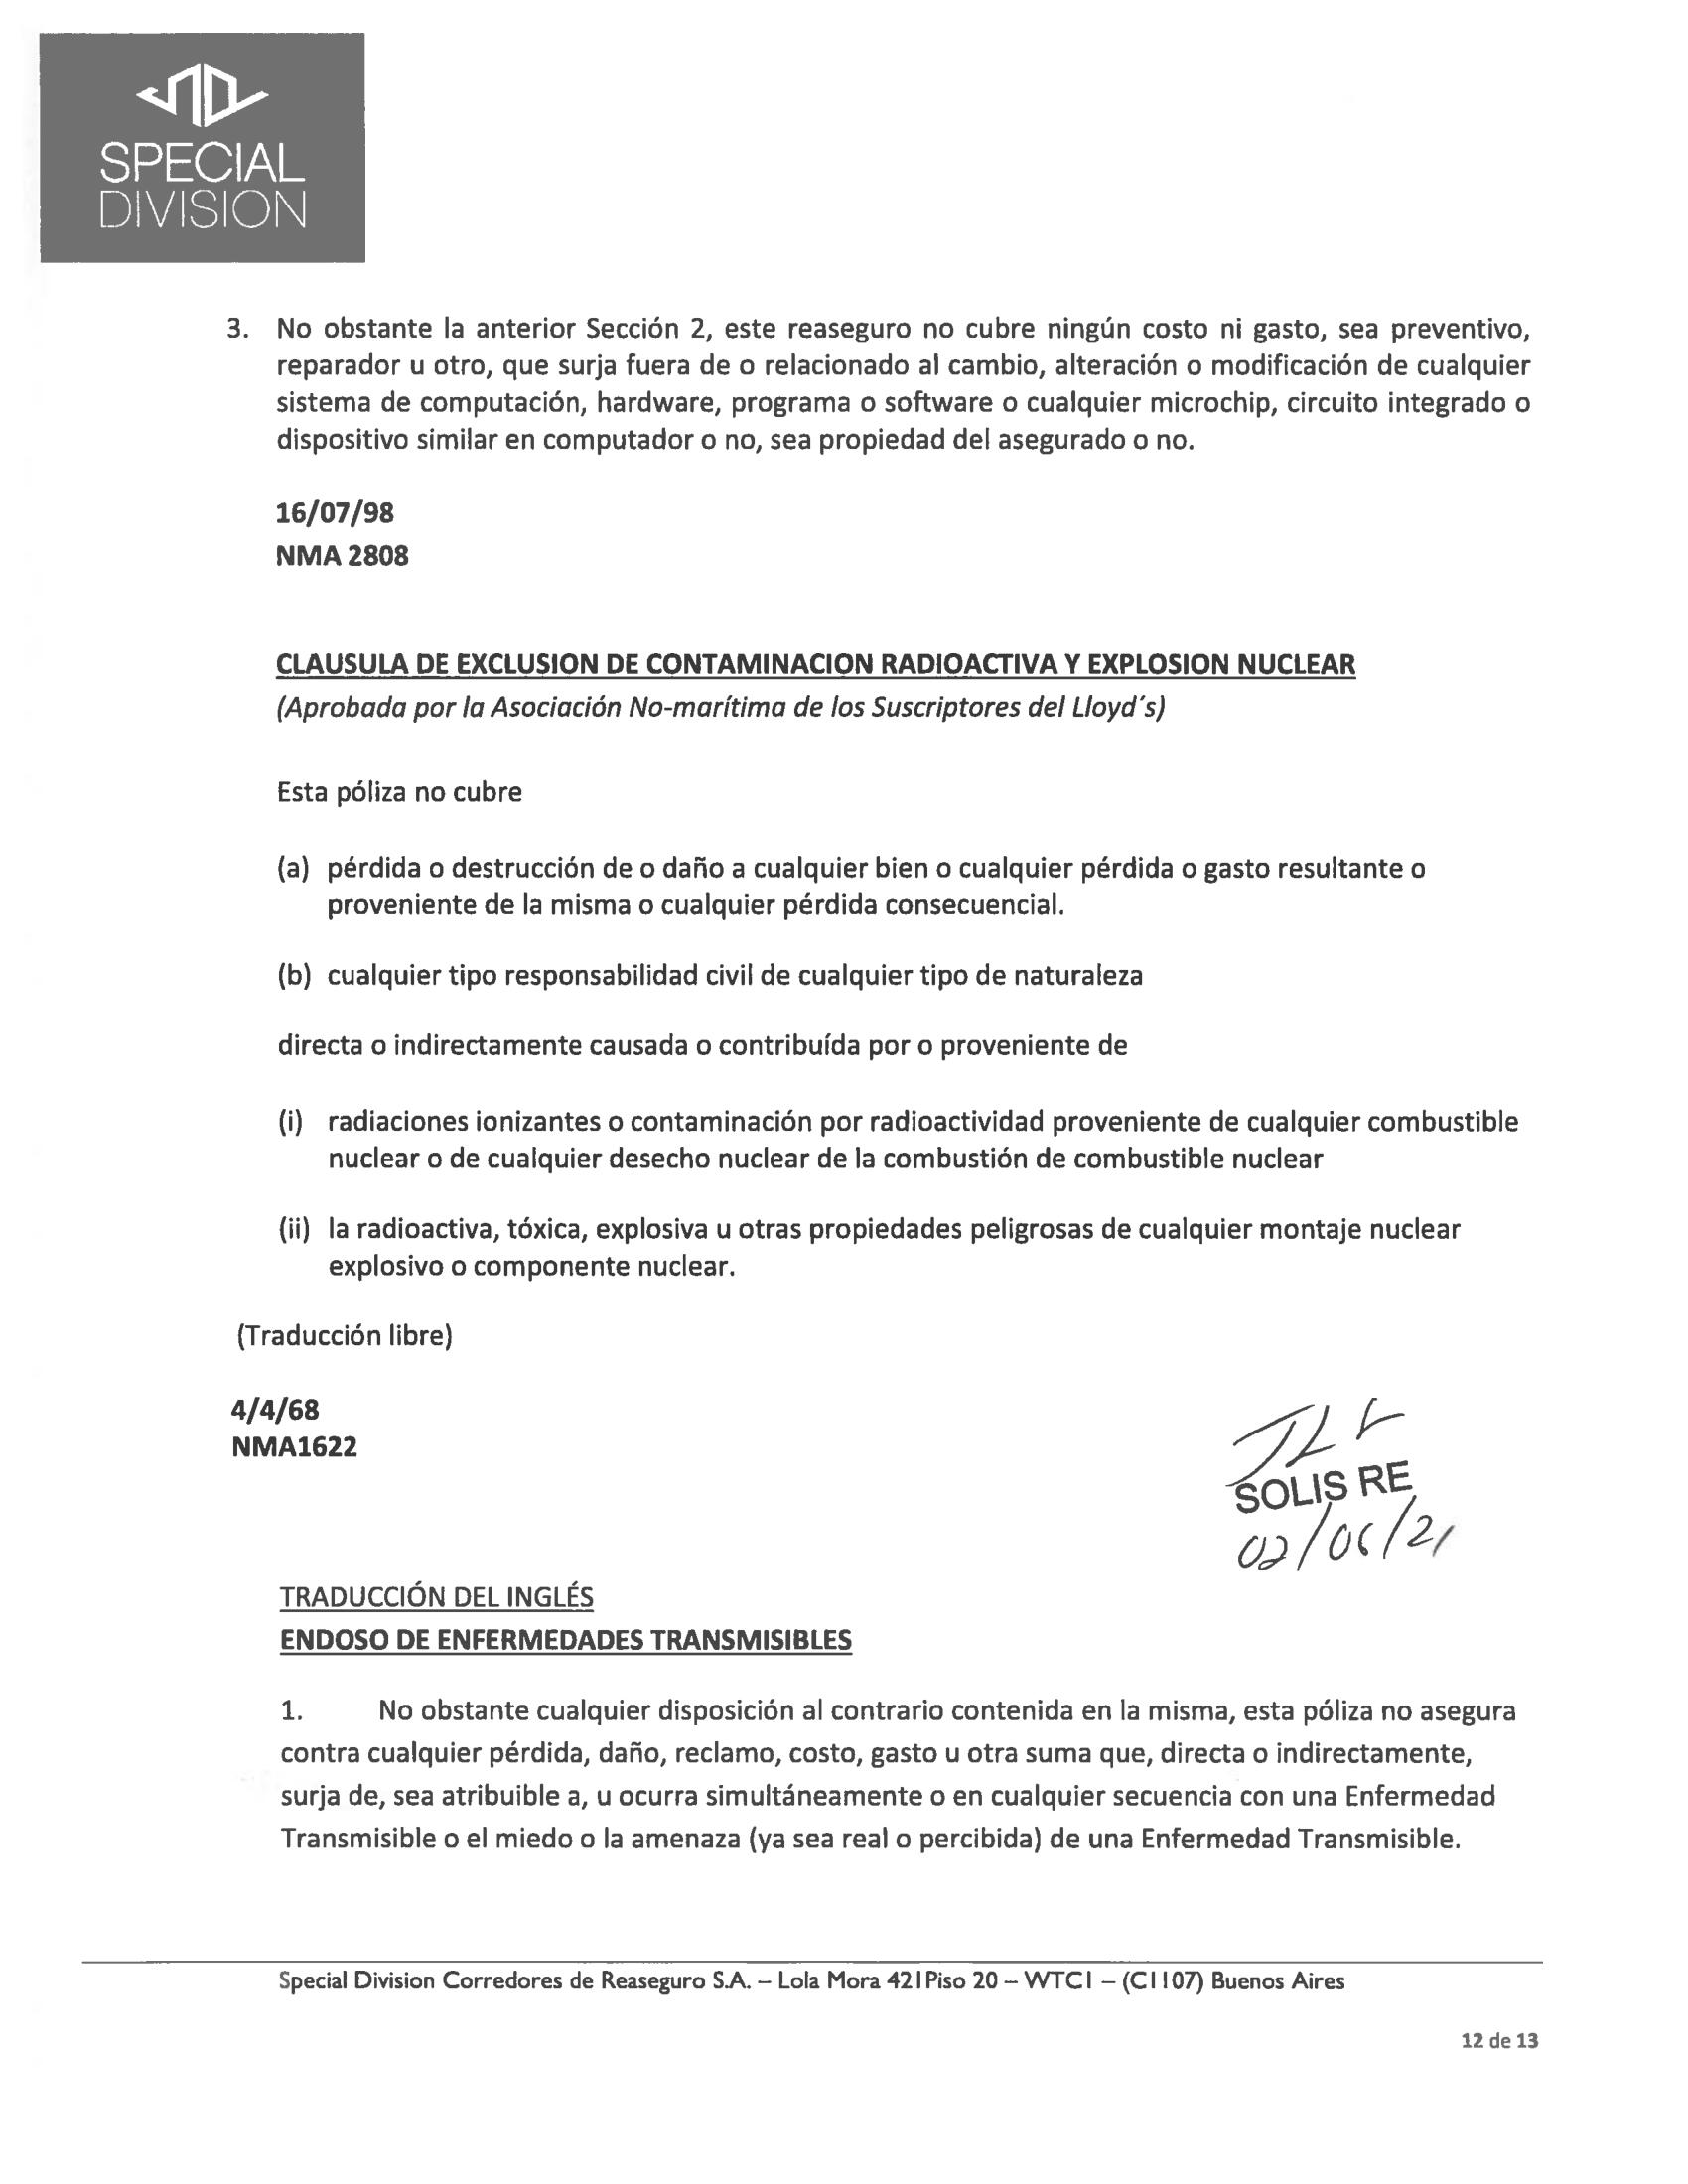 SPECIAL
DIVISION
3. No obstante la anterior Sección 2, este reaseguro no cubre ningún costo ni gasto, sea preventivo,
reparador u otro, que surja fuera de o relacionado al cambio, alteración o modificación de cualquier
sistema de computación, hardware, programa o software o cualquier microchip, circuito integrado o
dispositivo similar en computador o no, sea propiedad del asegurado o no.
16/07/98
NMA 2808
CLAUSULA DE EXCLUSION DE CONTAMINACION RADIOACTIVA Y EXPLOSION NUCLEAR
(Aprobada por la Asociación No-marítima de los Suscriptores del Lloyd´s)
Esta póliza no cubre
(a) pérdida o destrucción de o daño a cualquier bien o cualquier pérdida o gasto resultante o
proveniente de la misma o cualquier pérdida consecuencial.
(b) cualquier tipo responsabilidad civil de cualquier tipo de naturaleza
directa o indirectamente causada o contribuída por o proveniente de
(i) radiaciones ionizantes o contaminación por radioactividad proveniente de cualquier combustible
nuclear o de cualquier desecho nuclear de la combustión de combustible nuclear
(ii) la radioactiva, tóxica, explosiva u otras propiedades peligrosas de cualquier montaje nuclear
explosivo o componente nuclear.
(Traducción libre)
4/4/68
NMA1622
SOLIS RE
02/06/21
TRADUCCIÓN DEL INGLÉS
ENDOSO DE ENFERMEDADES TRANSMISIBLES
1. No obstante cualquier disposición al contrario contenida en la misma, esta póliza no asegura
contra cualquier pérdida, daño, reclamo, costo, gasto u otra suma que, directa o indirectamente,
surja de, sea atribuible a, u ocurra simultáneamente o en cualquier secuencia con una Enfermedad
Transmisible o el miedo o la amenaza (ya sea real o percibida) de una Enfermedad Transmisible.
Special Division Corredores de Reaseguro S.A. – Lola Mora 421 Piso 20 – WTC1 – (C1107) Buenos Aires
12 de 13